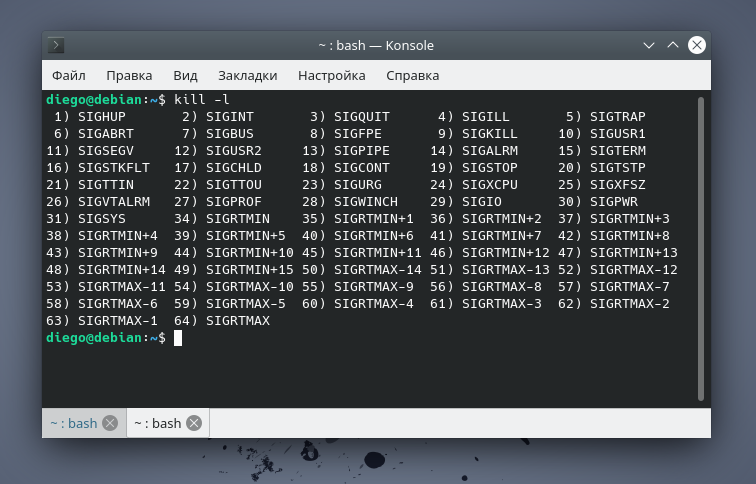 ~ : bash — Konsole
Файл Правка Вид Закладки Настройка Справка
diego@debian:~$ kill -l
1) SIGHUP 2) SIGINT 3) SIGQUIT 4) SIGILL 5) SIGTRAP
6) SIGABRT 7) SIGBUS 8) SIGFPE 9) SIGKILL 10) SIGUSR1
11) SIGSEGV 12) SIGUSR2 13) SIGPIPE 14) SIGALRM 15) SIGTERM
16) SIGSTKFLT 17) SIGCHLD 18) SIGCONT 19) SIGSTOP 20) SIGTSTP
21) SIGTTIN 22) SIGTTOU 23) SIGURG 24) SIGXCPU 25) SIGXFSZ
26) SIGVTALRM 27) SIGPROF 28) SIGWINCH 29) SIGIO 30) SIGPWR
31) SIGSYS 34) SIGRTMIN 35) SIGRTMIN+1 36) SIGRTMIN+2 37) SIGRTMIN+3
38) SIGRTMIN+4 39) SIGRTMIN+5 40) SIGRTMIN+6 41) SIGRTMIN+7 42) SIGRTMIN+8
43) SIGRTMIN+9 44) SIGRTMIN+10 45) SIGRTMIN+11 46) SIGRTMIN+12 47) SIGRTMIN+13
48) SIGRTMIN+14 49) SIGRTMIN+15 50) SIGRTMAX-14 51) SIGRTMAX-13 52) SIGRTMAX-12
53) SIGRTMAX-11 54) SIGRTMAX-10 55) SIGRTMAX-9 56) SIGRTMAX-8 57) SIGRTMAX-7
58) SIGRTMAX-6 59) SIGRTMAX-5 60) SIGRTMAX-4 61) SIGRTMAX-3 62) SIGRTMAX-2
63) SIGRTMAX-1 64) SIGRTMAX
diego@debian:~$
~ : bash ~ : bash